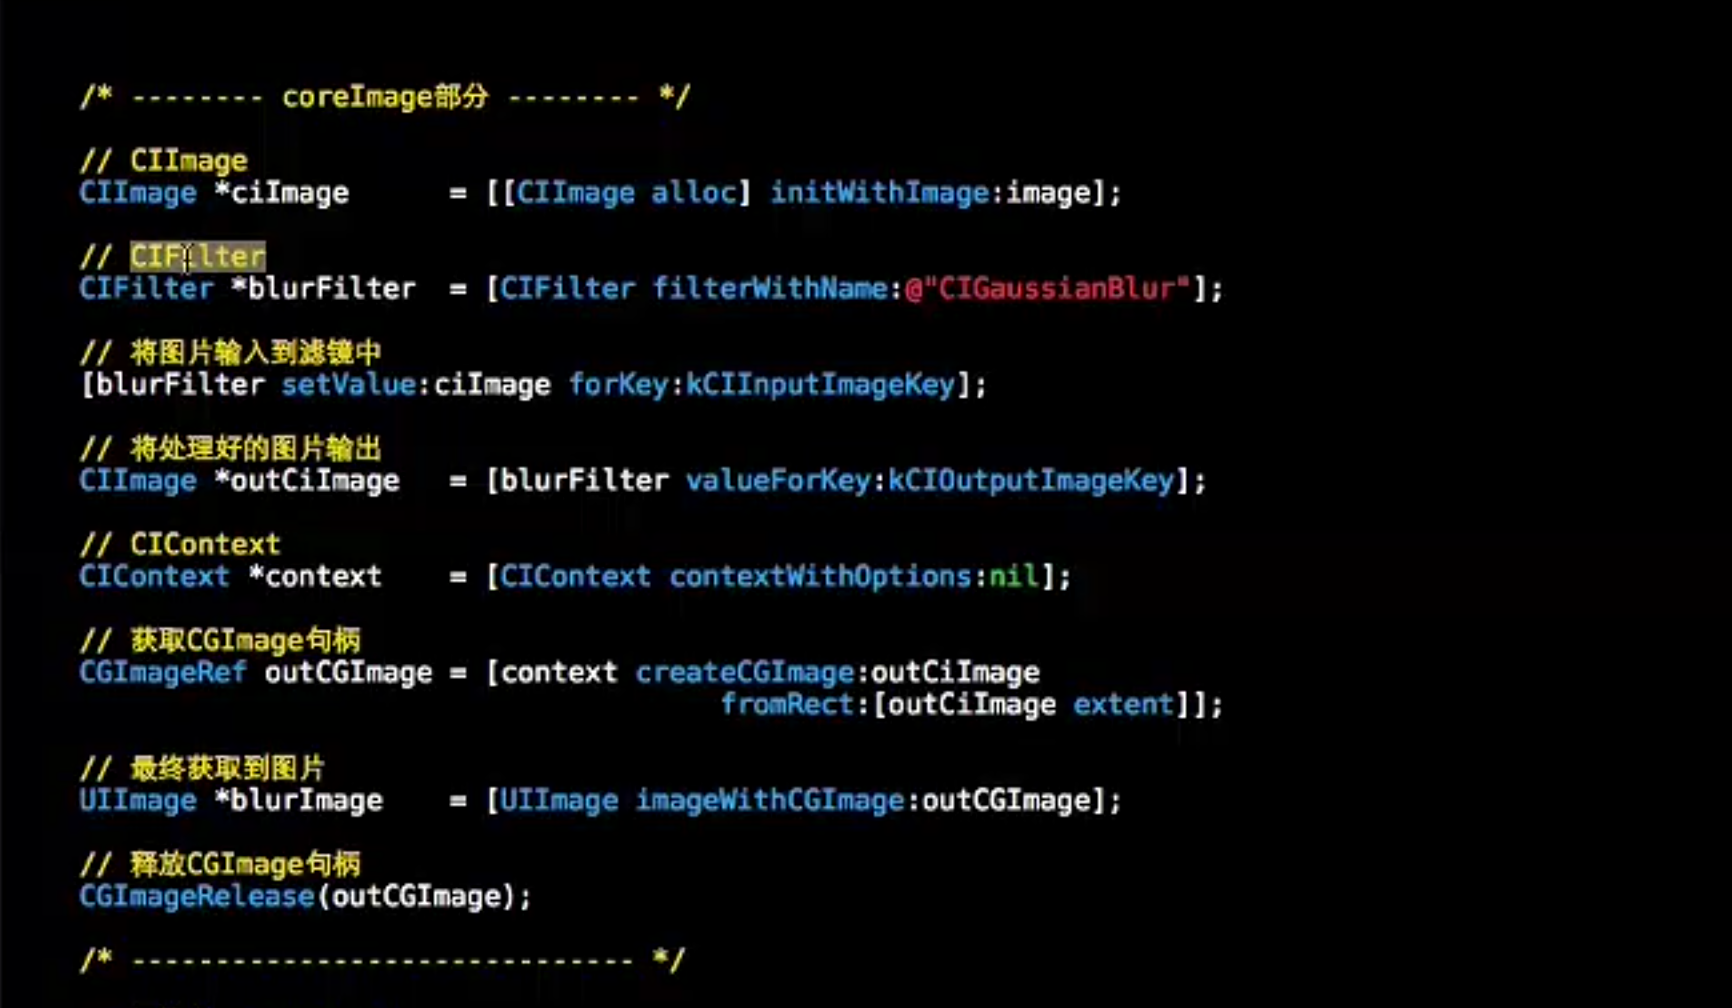 /* -------- coreImage部分 -------- */
// CIImage
CIImage *ciImage      = [[CIImage alloc] initWithImage:image];
// CIFilter
CIFilter *blurFilter  = [CIFilter filterWithName:@"CIGaussianBlur"];
// 将图片输入到滤镜中
[blurFilter setValue:ciImage forKey:kCIInputImageKey];
// 将处理好的图片输出
CIImage *outCiImage   = [blurFilter valueForKey:kCIOutputImageKey];
// CIContext
CIContext *context    = [CIContext contextWithOptions:nil];
// 获取CGImage句柄
CGImageRef outCGImage = [context createCGImage:outCiImage
                                      fromRect:[outCiImage extent]];
// 最终获取到图片
UIImage *blurImage    = [UIImage imageWithCGImage:outCGImage];
// 释放CGImage句柄
CGImageRelease(outCGImage);
/* ------------------------------ */